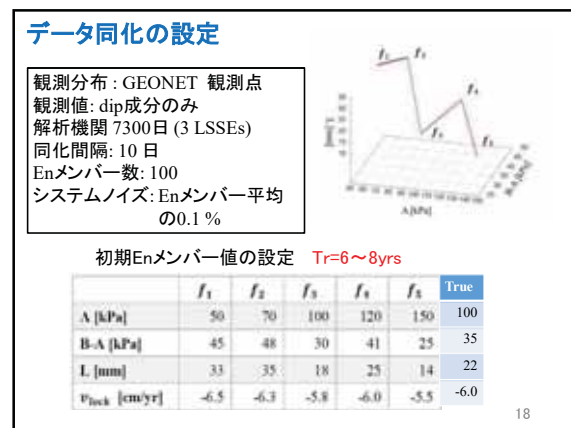 データ同化の設定
観測分布 : GEONET 観測点
観測値: dip成分のみ
解析機関 7300日 (3 LSSEs)
同化間隔: 10 日
Enメンバー数: 100
システムノイズ: Enメンバー平均
の0.1 %
A [kPa]
初期Enメンバー値の設定 Tr=6～8yrs
f₁ f₂ f₃ f₄ f₅ True
A [kPa] 50 70 100 120 150 100
B-A [kPa] 45 48 30 41 25 35
L [mm] 33 35 18 25 14 22
v_lock [cm/yr] -6.5 -6.3 -5.8 -6.0 -5.5 -6.0
18